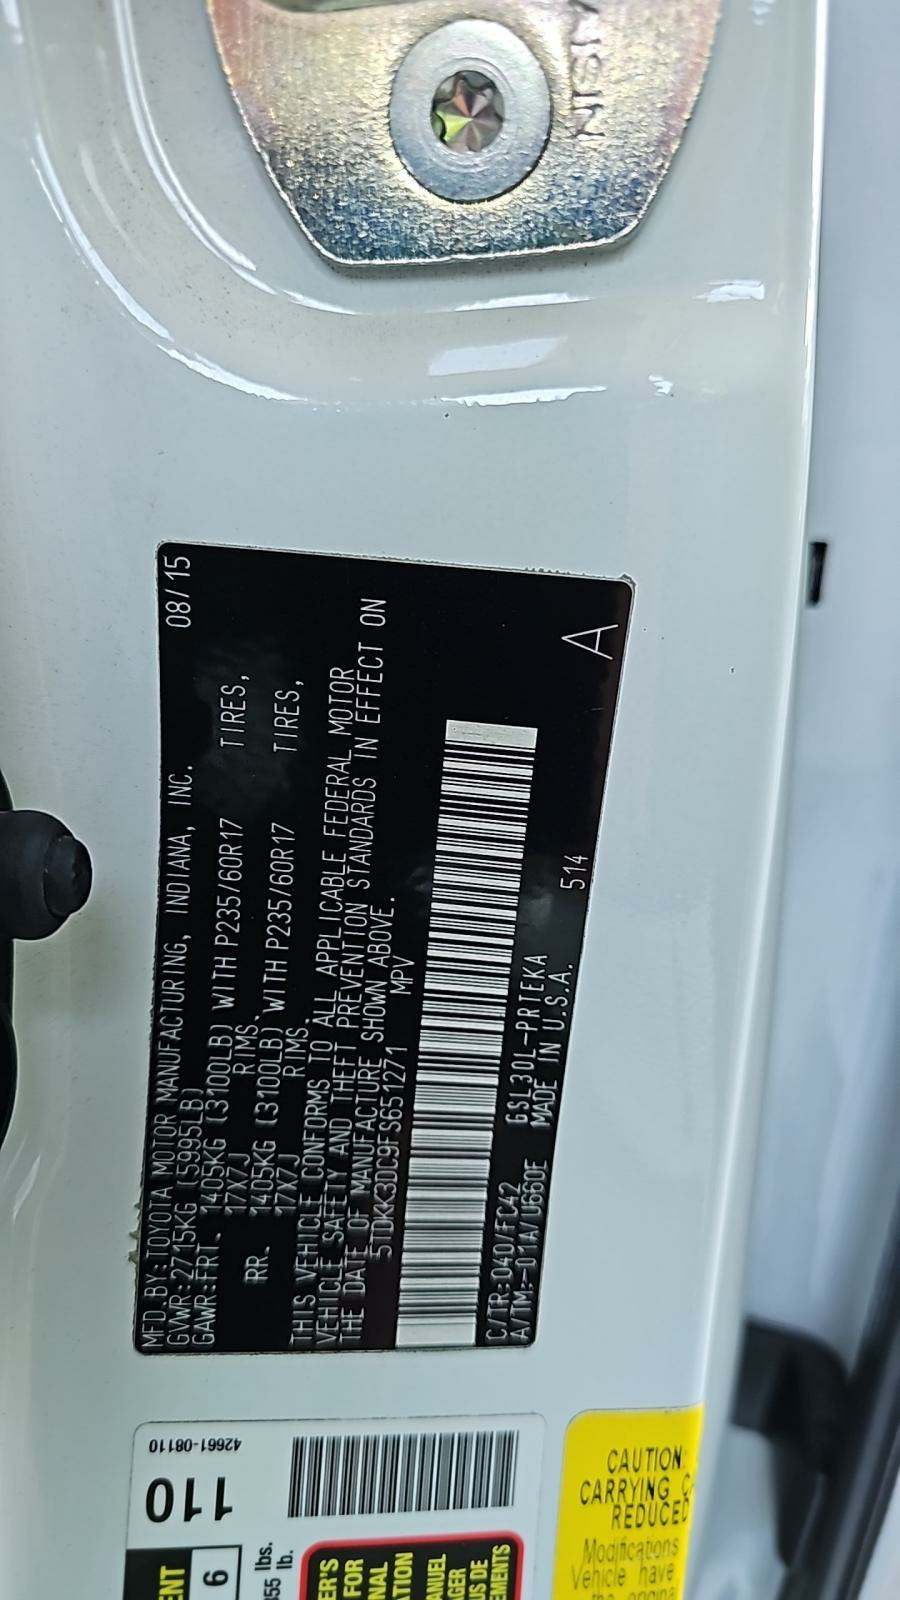 AISIN
MFD.BY:TOYOTA MOTOR MANUFACTURING, INDIANA, INC. 08/15
GVWR:2715KG (5995LB)
GAWR:FRT. 1405KG (3100LB) WITH P235/60R17 TIRES,
17X7J RIMS.
RR. 1405KG (3100LB) WITH P235/60R17 TIRES,
17X7J RIMS.
THIS VEHICLE CONFORMS TO ALL APPLICABLE FEDERAL MOTOR
VEHICLE SAFETY AND THEFT PREVENTION STANDARDS IN EFFECT ON
THE DATE OF MANUFACTURE SHOWN ABOVE.
5TDKK3DC9FS651271 MPV
C/TR:040/FC42 GSL30L-PRTEKA
A/TM:-01A/U660E MADE IN U.S.A. 514
A
42661-08110
110
6
lbs.
lb.
FOR
CAUTION
CARRYING
REDUCED
Modifications
Vehicle have
the original